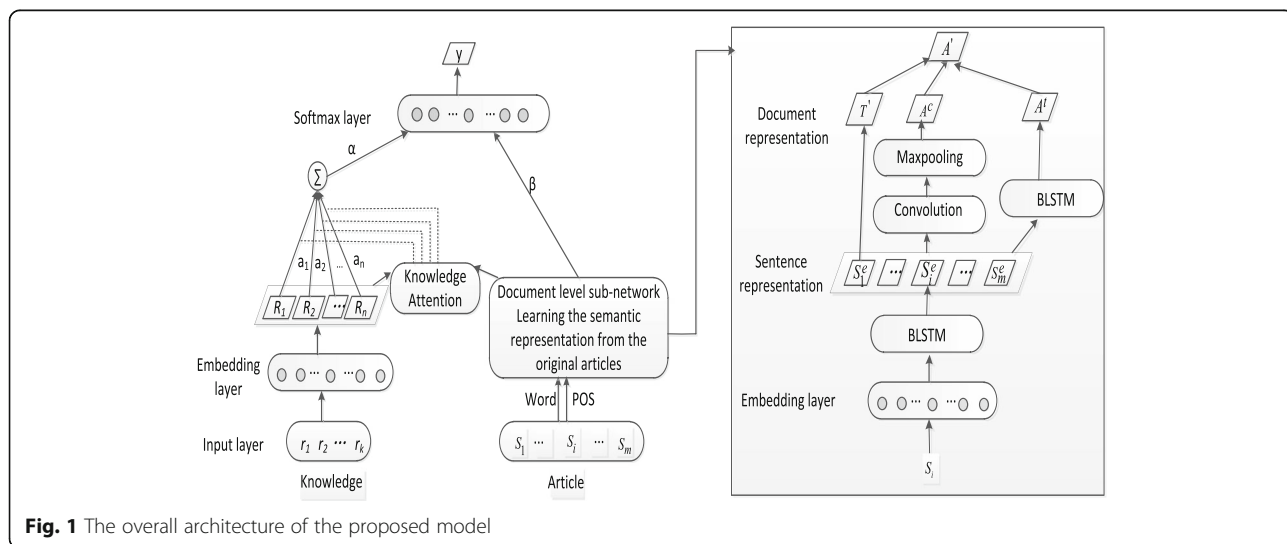 y
Softmax layer
α
β
Σ
a1 a2 ... an
Knowledge
Attention
R1 R2 ··· Rn
Embedding
layer
··· ···
Input layer
r1 r2 ··· rk
Knowledge
Document level sub-network
Learning the semantic
representation from the
original articles
Word POS
S1 ··· Si ··· Sm
Article
A'
Document
representation
T' Ac At
Maxpooling
Convolution
BLSTM
Sentence
representation
S1e ··· Sie ··· Sme
BLSTM
Embedding layer
··· ···
Si
Fig. 1 The overall architecture of the proposed model